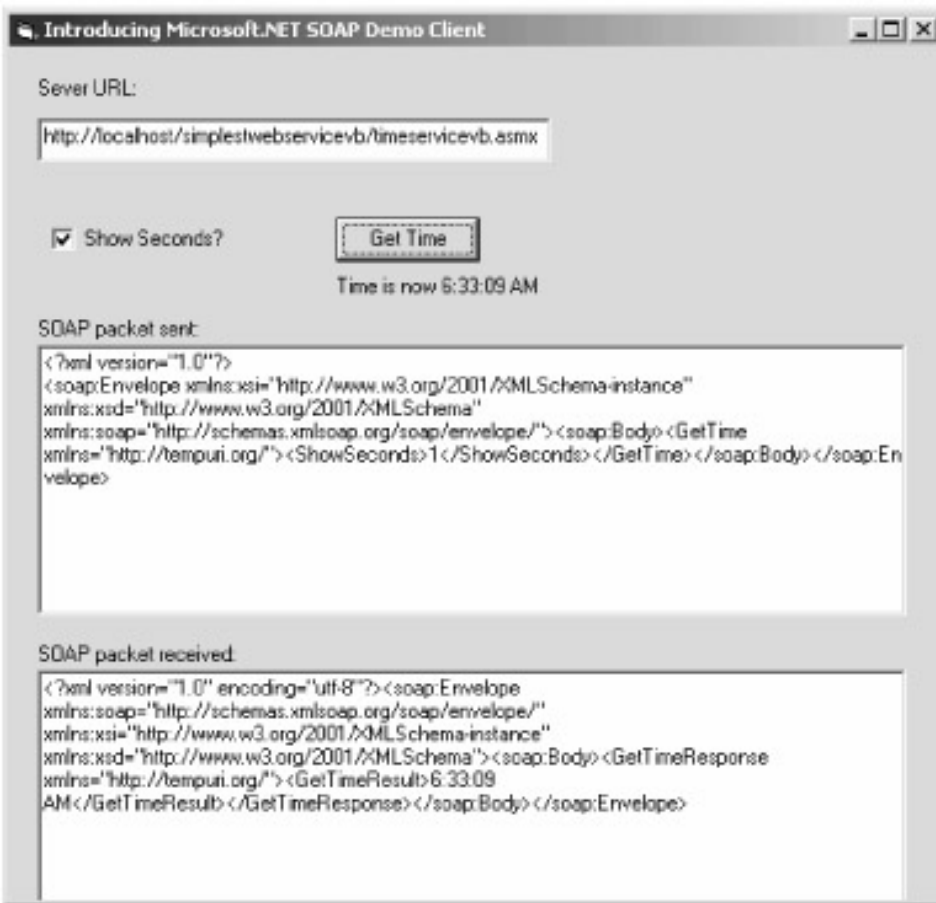 Introducing Microsoft.NET SOAP Demo Client
Sever URL:
http://localhost/simplestwebservicevb/timeservicevb.asmx
Show Seconds?
Get Time
Time is now 6:33:09 AM
SOAP packet sent:
<?xml version="1.0"?>
<soap:Envelope xmlns:xsi="http://www.w3.org/2001/XMLSchema-instance"
xmlns:xsd="http://www.w3.org/2001/XMLSchema"
xmlns:soap="http://schemas.xmlsoap.org/soap/envelope/"><soap:Body><GetTime
xmlns="http://tempuri.org/"><ShowSeconds>1</ShowSeconds></GetTime></soap:Body></soap:En
velope>
SOAP packet received:
<?xml version="1.0" encoding="utf-8"?><soap:Envelope
xmlns:soap="http://schemas.xmlsoap.org/soap/envelope/"
xmlns:xsi="http://www.w3.org/2001/XMLSchema-instance"
xmlns:xsd="http://www.w3.org/2001/XMLSchema"><soap:Body><GetTimeResponse
xmlns="http://tempuri.org/"><GetTimeResult>6:33:09
AM</GetTimeResult></GetTimeResponse></soap:Body></soap:Envelope>